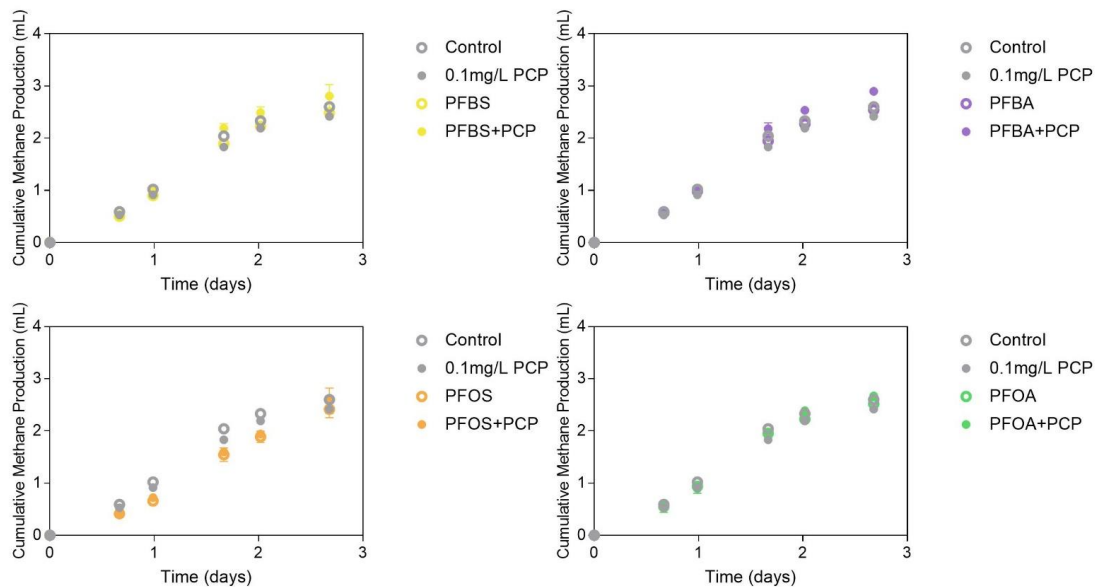 Cumulative Methane Production (mL)
4
3
2
1
0
0
1
2
3
Time (days)
Control
0.1mg/L PCP
PFBS
PFBS+PCP
Cumulative Methane Production (mL)
4
3
2
1
0
0
1
2
3
Time (days)
Control
0.1mg/L PCP
PFBA
PFBA+PCP
Cumulative Methane Production (mL)
4
3
2
1
0
0
1
2
3
Time (days)
Control
0.1mg/L PCP
PFOS
PFOS+PCP
Cumulative Methane Production (mL)
4
3
2
1
0
0
1
2
3
Time (days)
Control
0.1mg/L PCP
PFOA
PFOA+PCP